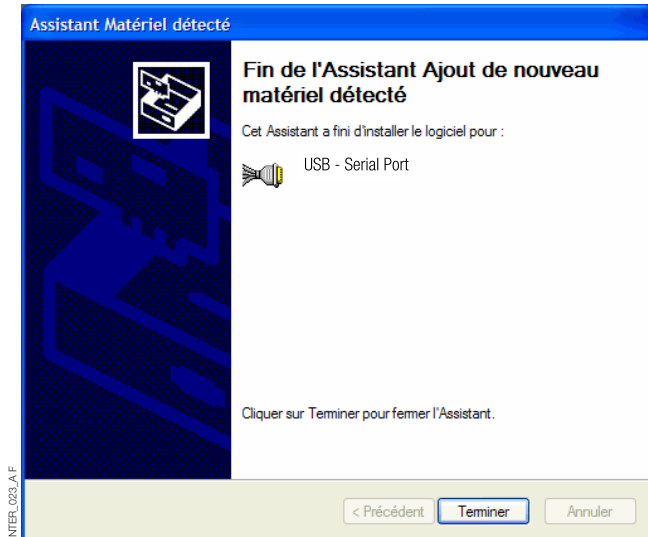 Assistant Matériel détecté
Fin de l'Assistant Ajout de nouveau
matériel détecté
Cet Assistant a fini d'installer le logiciel pour :
USB - Serial Port
Cliquer sur Terminer pour fermer l'Assistant.
< Précédent
Terminer
Annuler
NTER_023_A F